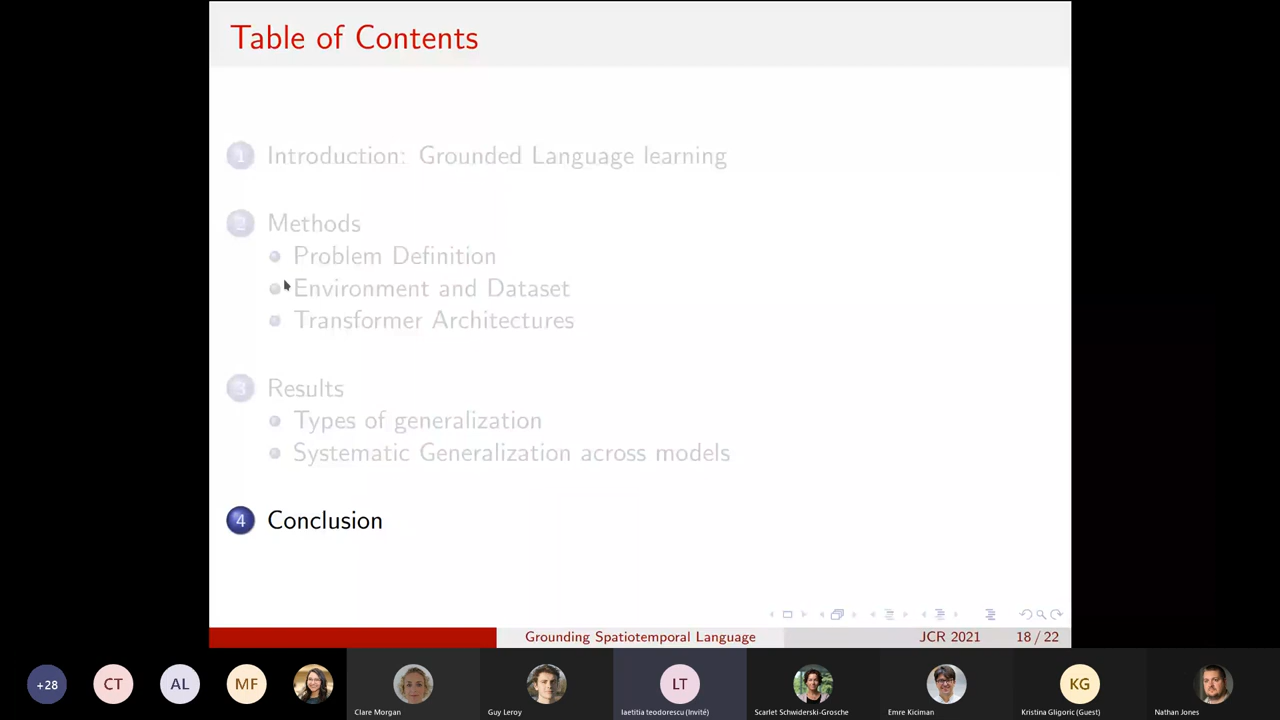 Table of Contents
1 Introduction: Grounded Language learning
2 Methods
Problem Definition
Environment and Dataset
Transformer Architectures
3 Results
Types of generalization
Systematic Generalization across models
4 Conclusion
Grounding Spatiotemporal Language JCR 2021 18 / 22
+28 CT AL MF LT KG
Clare Morgan Guy Leroy laetitia teodorescu (Invité) Scarlet Schwiderski-Grosche Emre Kiciman Kristina Gligoric (Guest) Nathan Jones